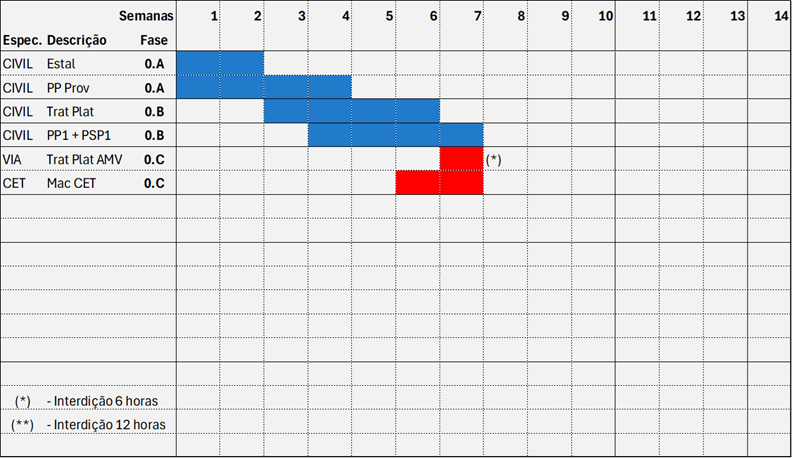 Semanas 1 2 3 4 5 6 7 8 9 10 11 12 13 14
Espec. Descrição Fase
CIVIL Estal 0.A
CIVIL PP Prov 0.A
CIVIL Trat Plat 0.B
CIVIL PP1 + PSP1 0.B
VIA Trat Plat AMV 0.C (*)
CET Mac CET 0.C
(*) - Interdição 6 horas
(**) - Interdição 12 horas